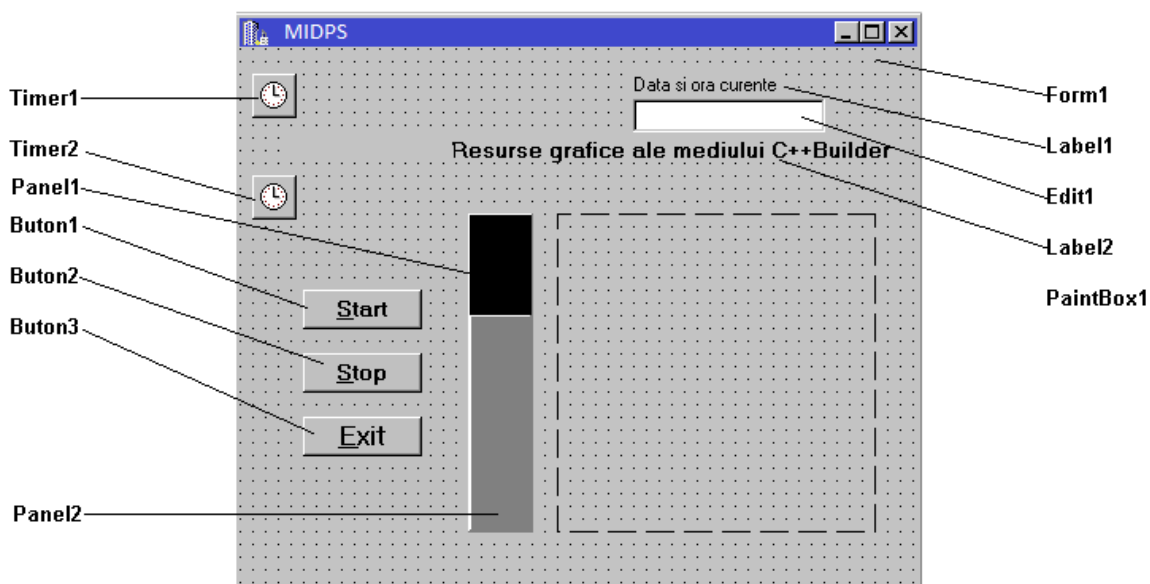 MIDPS
Timer1
Data si ora curente
Form1
Timer2
Resurse grafice ale mediului C++Builder
Label1
Panel1
Edit1
Buton1
Label2
Buton2
Start
PaintBox1
Buton3
Stop
Exit
Panel2